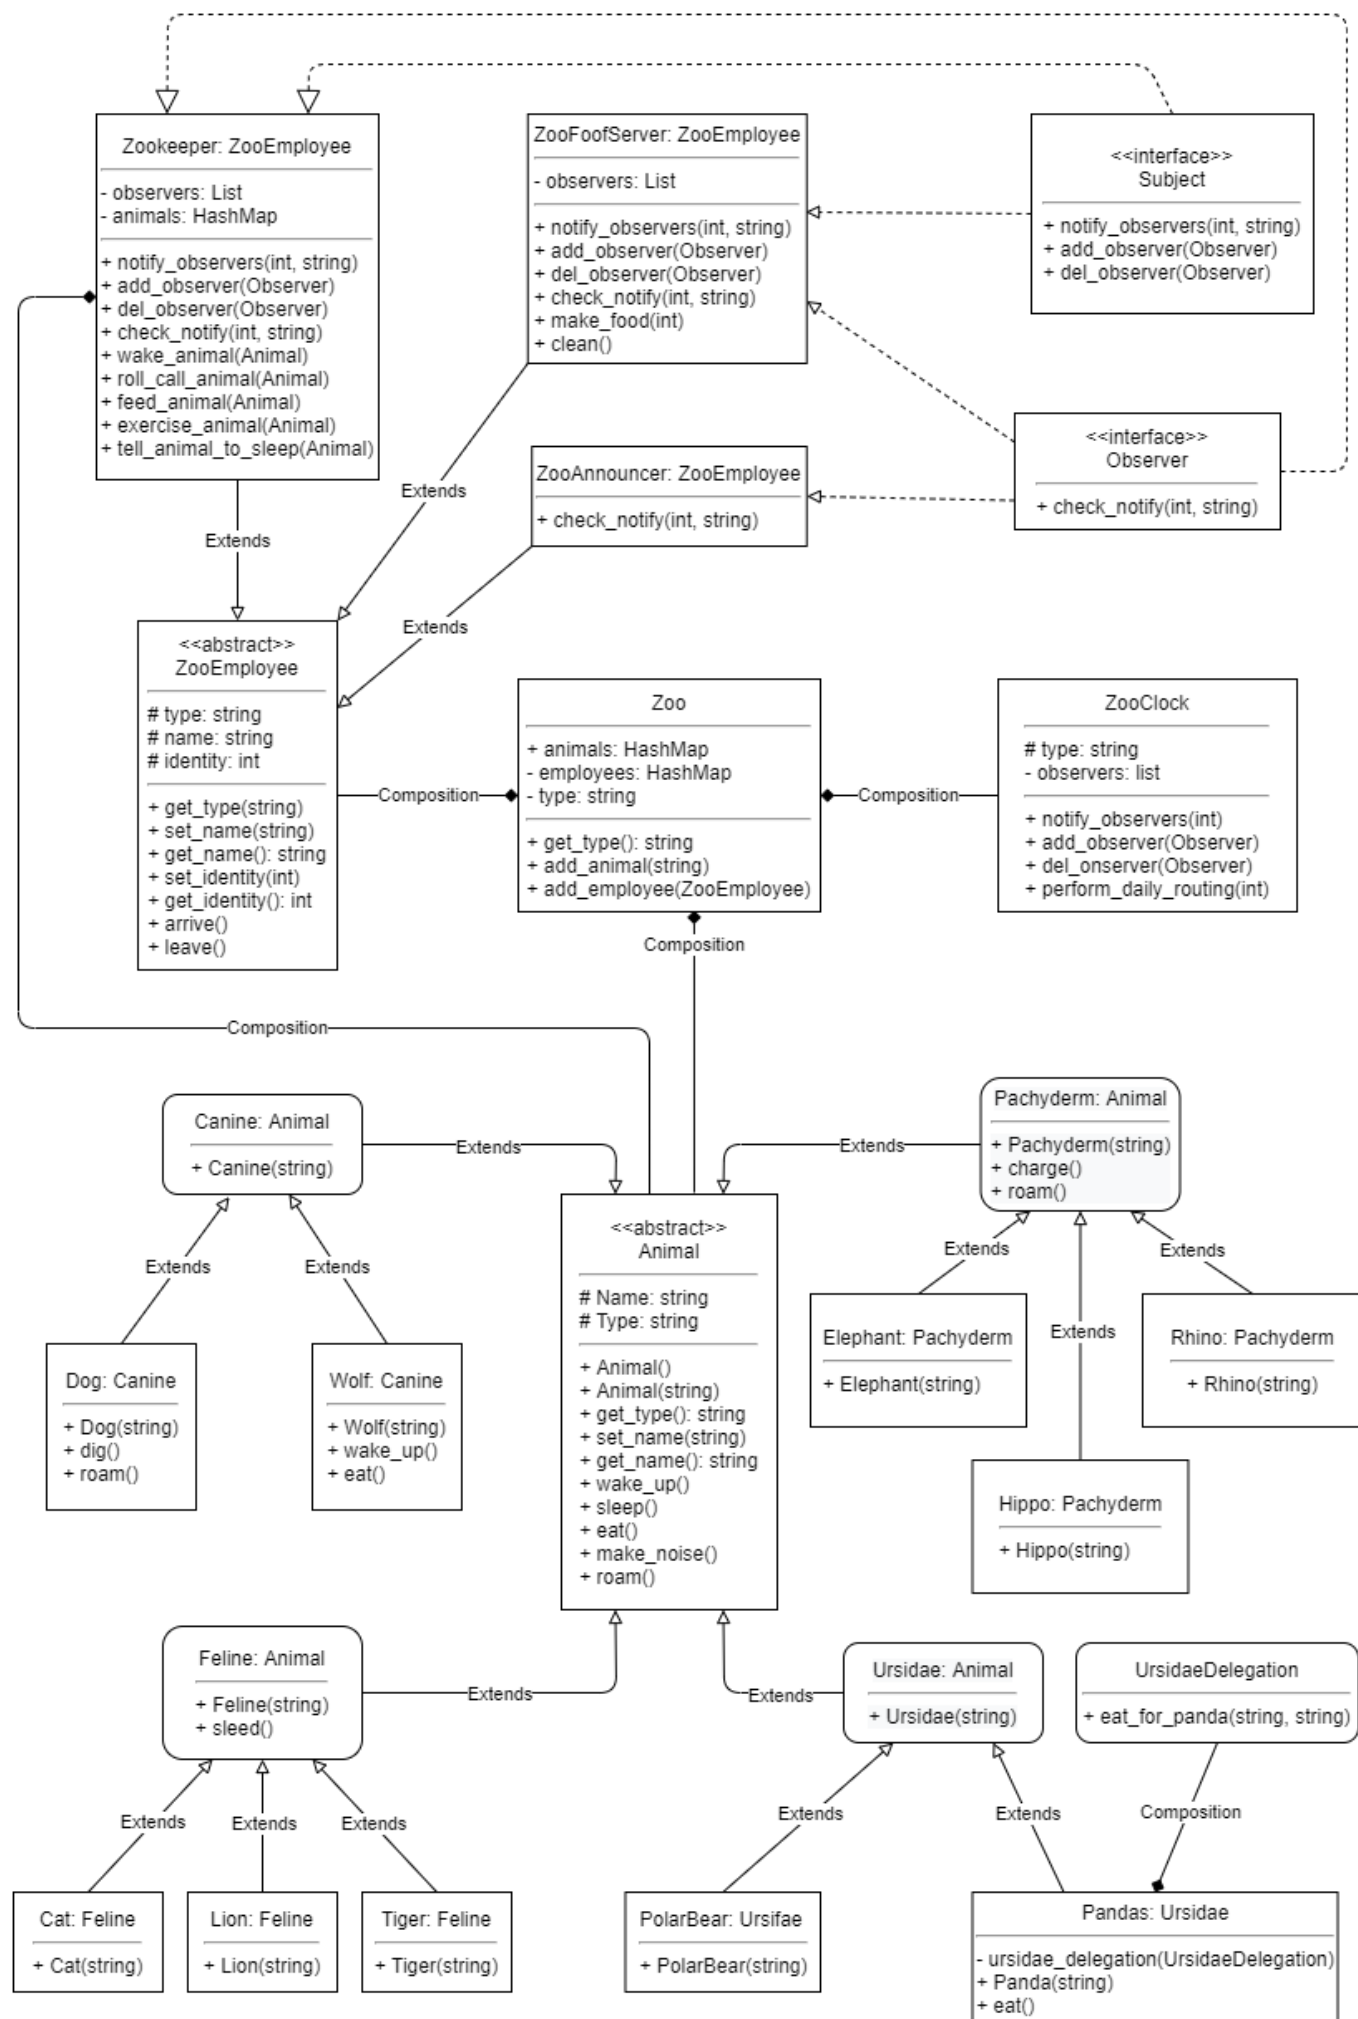 Zookeeper: ZooEmployee
- observers: List
- animals: HashMap
+ notify_observers(int, string)
+ add_observer(Observer)
+ del_observer(Observer)
+ check_notify(int, string)
+ wake_animal(Animal)
+ roll_call_animal(Animal)
+ feed_animal(Animal)
+ exercise_animal(Animal)
+ tell_animal_to_sleep(Animal)
ZooFoofServer: ZooEmployee
- observers: List
+ notify_observers(int, string)
+ add_observer(Observer)
+ del_observer(Observer)
+ check_notify(int, string)
+ make_food(int)
+ clean()
<<interface>>
Subject
+ notify_observers(int, string)
+ add_observer(Observer)
+ del_observer(Observer)
<<interface>>
Observer
+ check_notify(int, string)
ZooAnnouncer: ZooEmployee
+ check_notify(int, string)
Extends
Extends
Extends
<<abstract>>
ZooEmployee
# type: string
# name: string
# identity: int
+ get_type(string)
+ set_name(string)
+ get_name(): string
+ set_identity(int)
+ get_identity(): int
+ arrive()
+ leave()
Composition
Zoo
+ animals: HashMap
- employees: HashMap
- type: string
+ get_type(): string
+ add_animal(string)
+ add_employee(ZooEmployee)
Composition
ZooClock
# type: string
- observers: list
+ notify_observers(int)
+ add_observer(Observer)
+ del_onserver(Observer)
+ perform_daily_routing(int)
Composition
Composition
Canine: Animal
+ Canine(string)
Extends
Extends
Extends
Dog: Canine
+ Dog(string)
+ dig()
+ roam()
Wolf: Canine
+ Wolf(string)
+ wake_up()
+ eat()
<<abstract>>
Animal
# Name: string
# Type: string
+ Animal()
+ Animal(string)
+ get_type(): string
+ set_name(string)
+ get_name(): string
+ wake_up()
+ sleep()
+ eat()
+ make_noise()
+ roam()
Extends
Pachyderm: Animal
+ Pachyderm(string)
+ charge()
+ roam()
Extends
Extends
Extends
Elephant: Pachyderm
+ Elephant(string)
Rhino: Pachyderm
+ Rhino(string)
Hippo: Pachyderm
+ Hippo(string)
Feline: Animal
+ Feline(string)
+ sleed()
Extends
Extends
Extends
Extends
Cat: Feline
+ Cat(string)
Lion: Feline
+ Lion(string)
Tiger: Feline
+ Tiger(string)
Extends
Ursidae: Animal
+ Ursidae(string)
UrsidaeDelegation
+ eat_for_panda(string, string)
Extends
Extends
Composition
PolarBear: Ursifae
+ PolarBear(string)
Pandas: Ursidae
- ursidae_delegation(UrsidaeDelegation)
+ Panda(string)
+ eat()